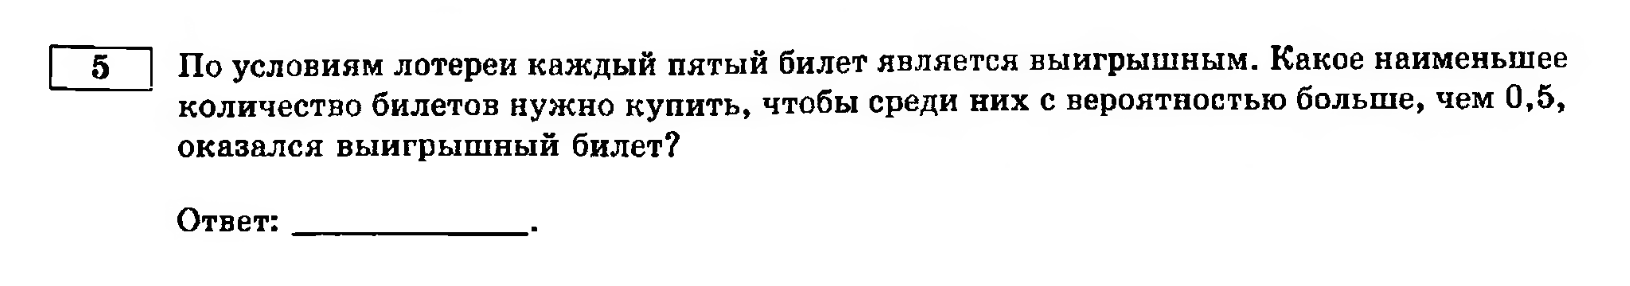 5 По условиям лотереи каждый пятый билет является выигрышным. Какое наименьшее
количество билетов нужно купить, чтобы среди них с вероятностью больше, чем 0,5,
оказался выигрышный билет?
Ответ: ____________.